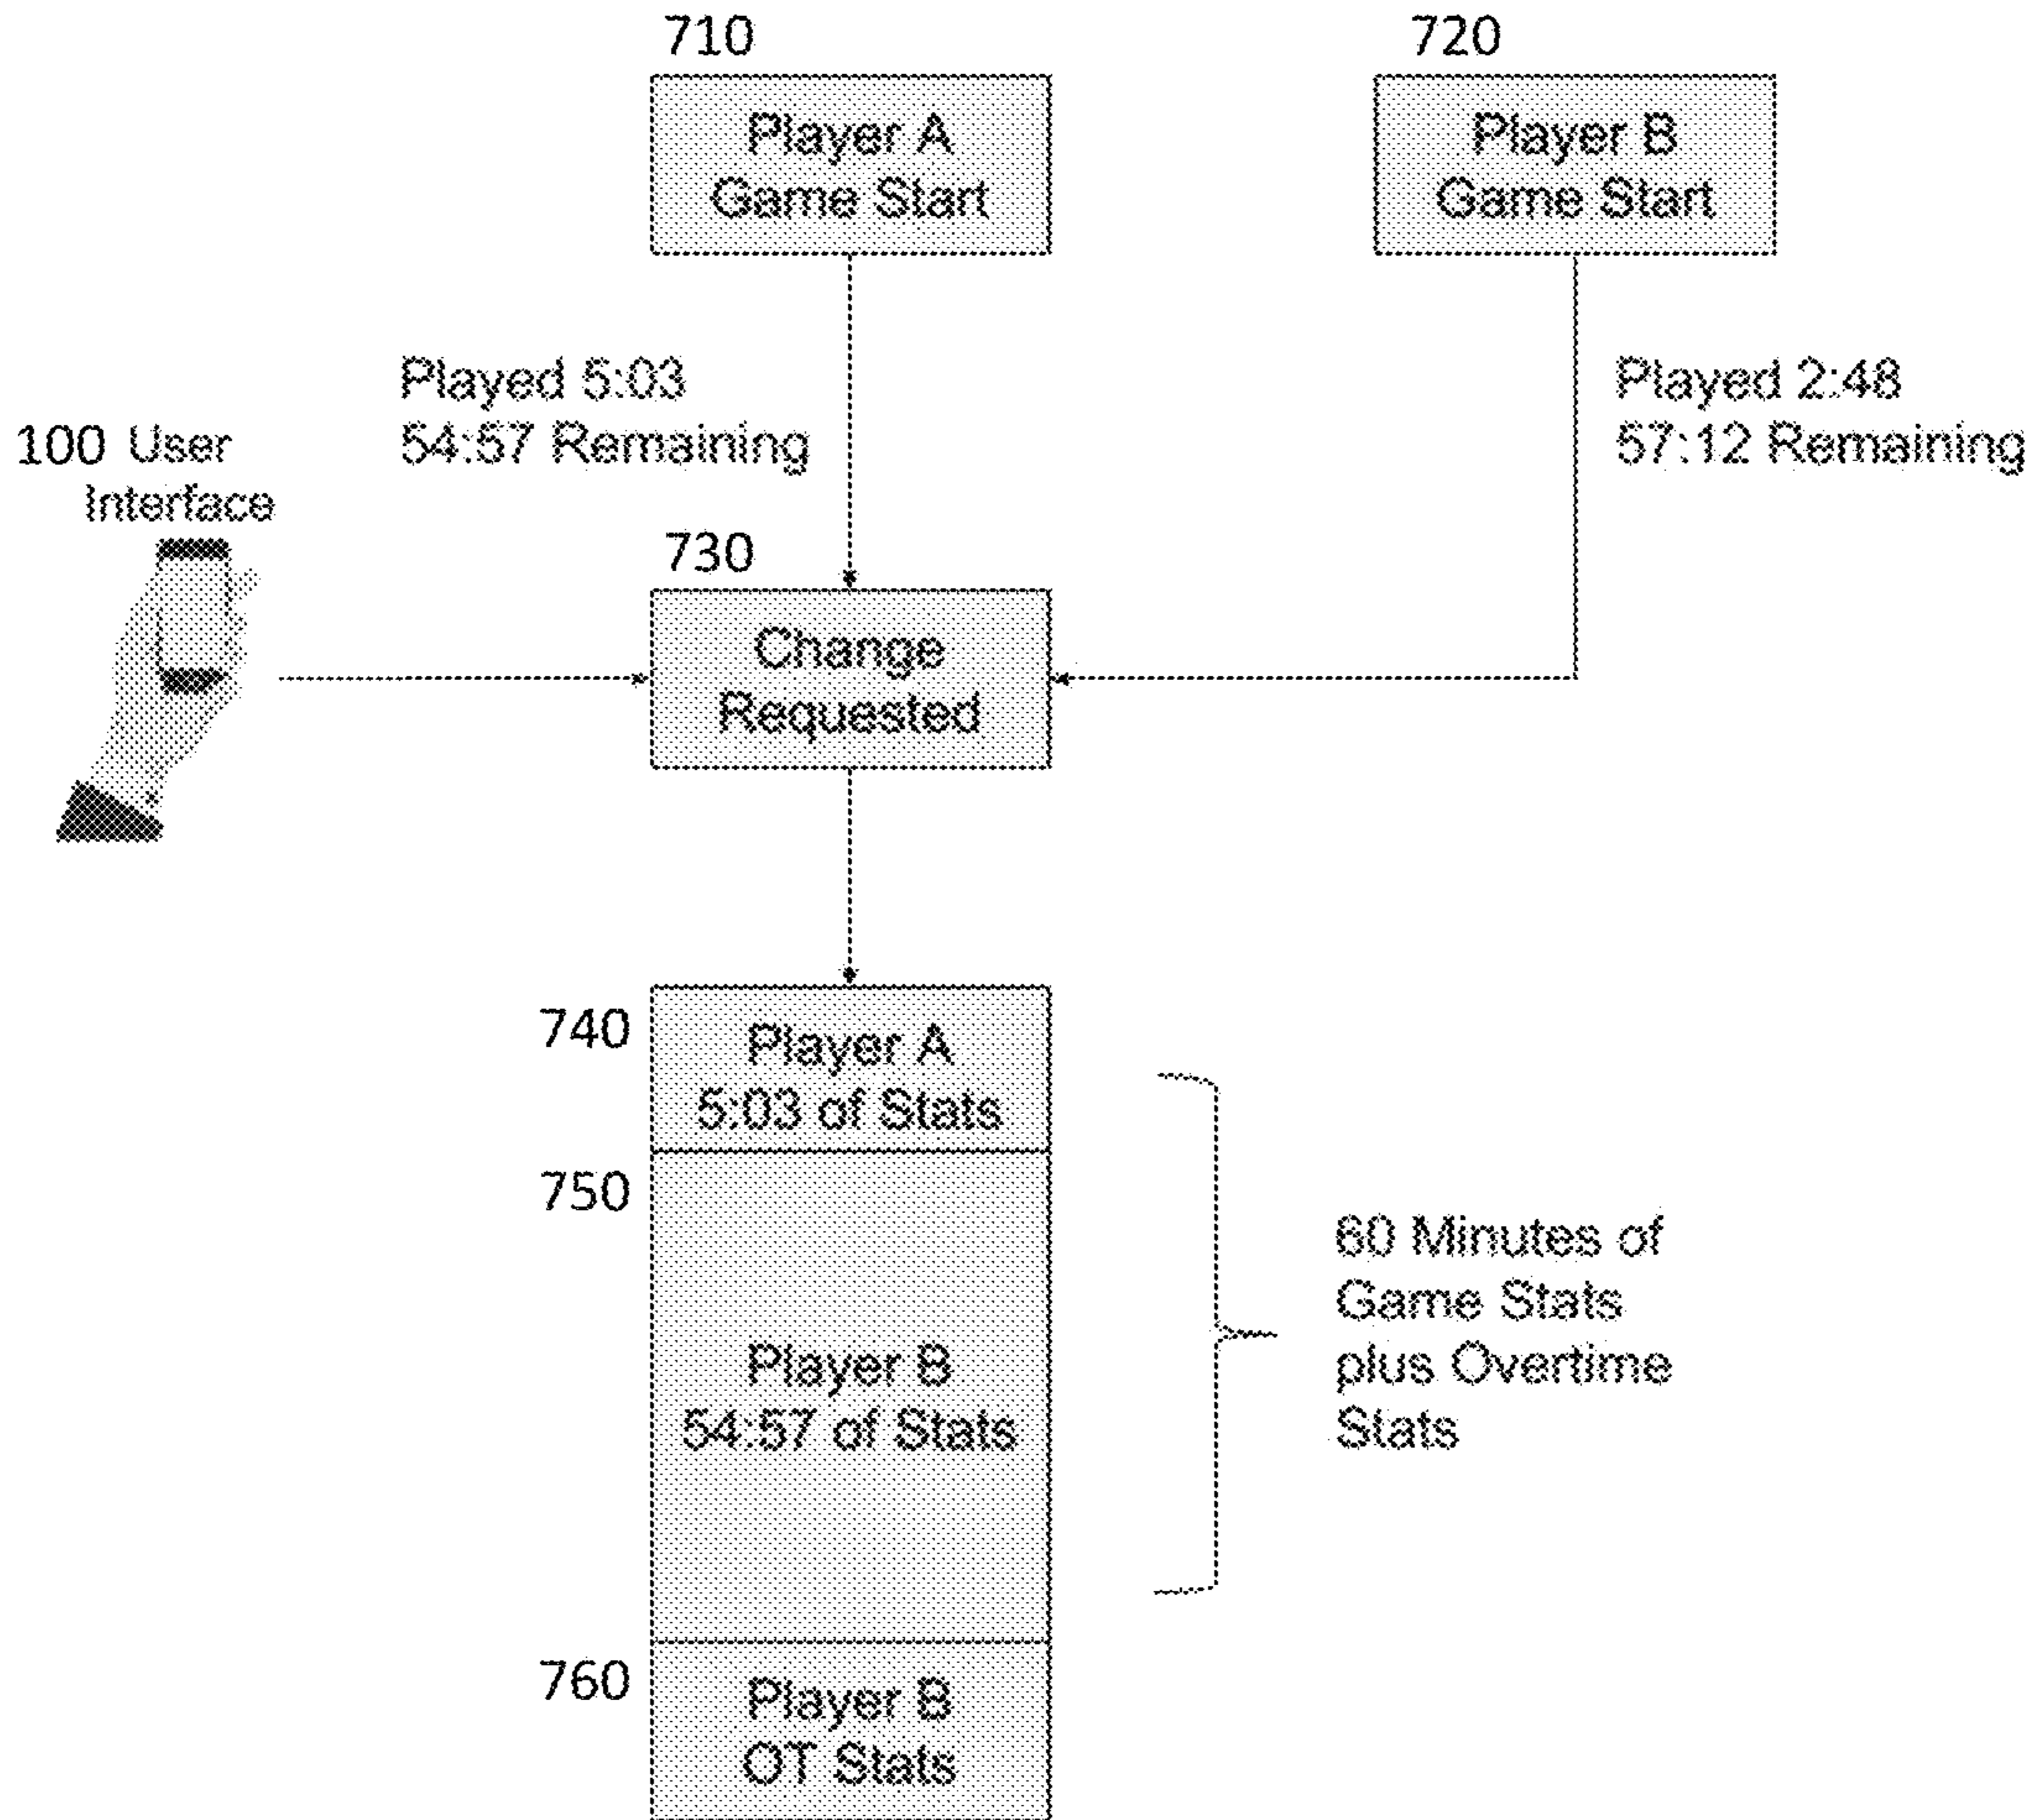 710
720
Player A
Game Start
Player B
Game Start
Played 5:03
54:57 Remaining
Played 2:48
57:12 Remaining
100 User
Interface
730
Change
Requested
740
Player A
5:03 of Stats
750
Player B
54:57 of Stats
60 Minutes of
Game Stats
plus Overtime
Stats
760
Player B
OT Stats